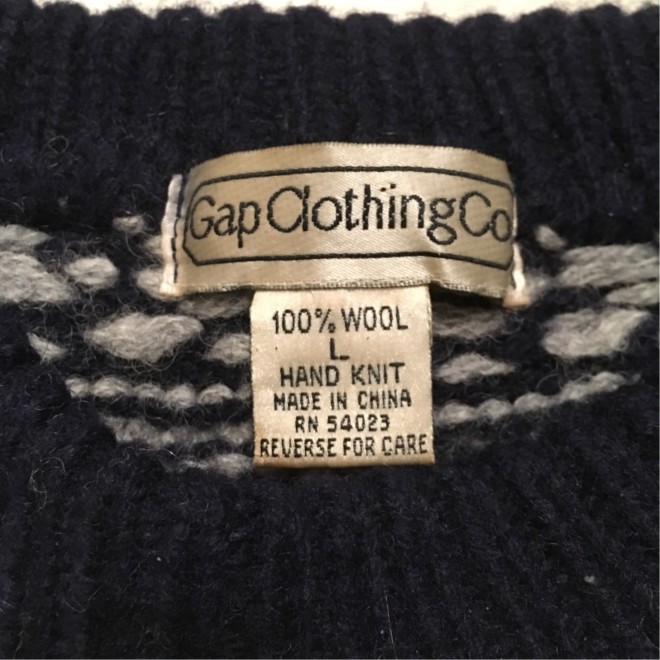 Gap Clothing Co
100% WOOL
L
HAND KNIT
MADE IN CHINA
RN 54023
REVERSE FOR CARE